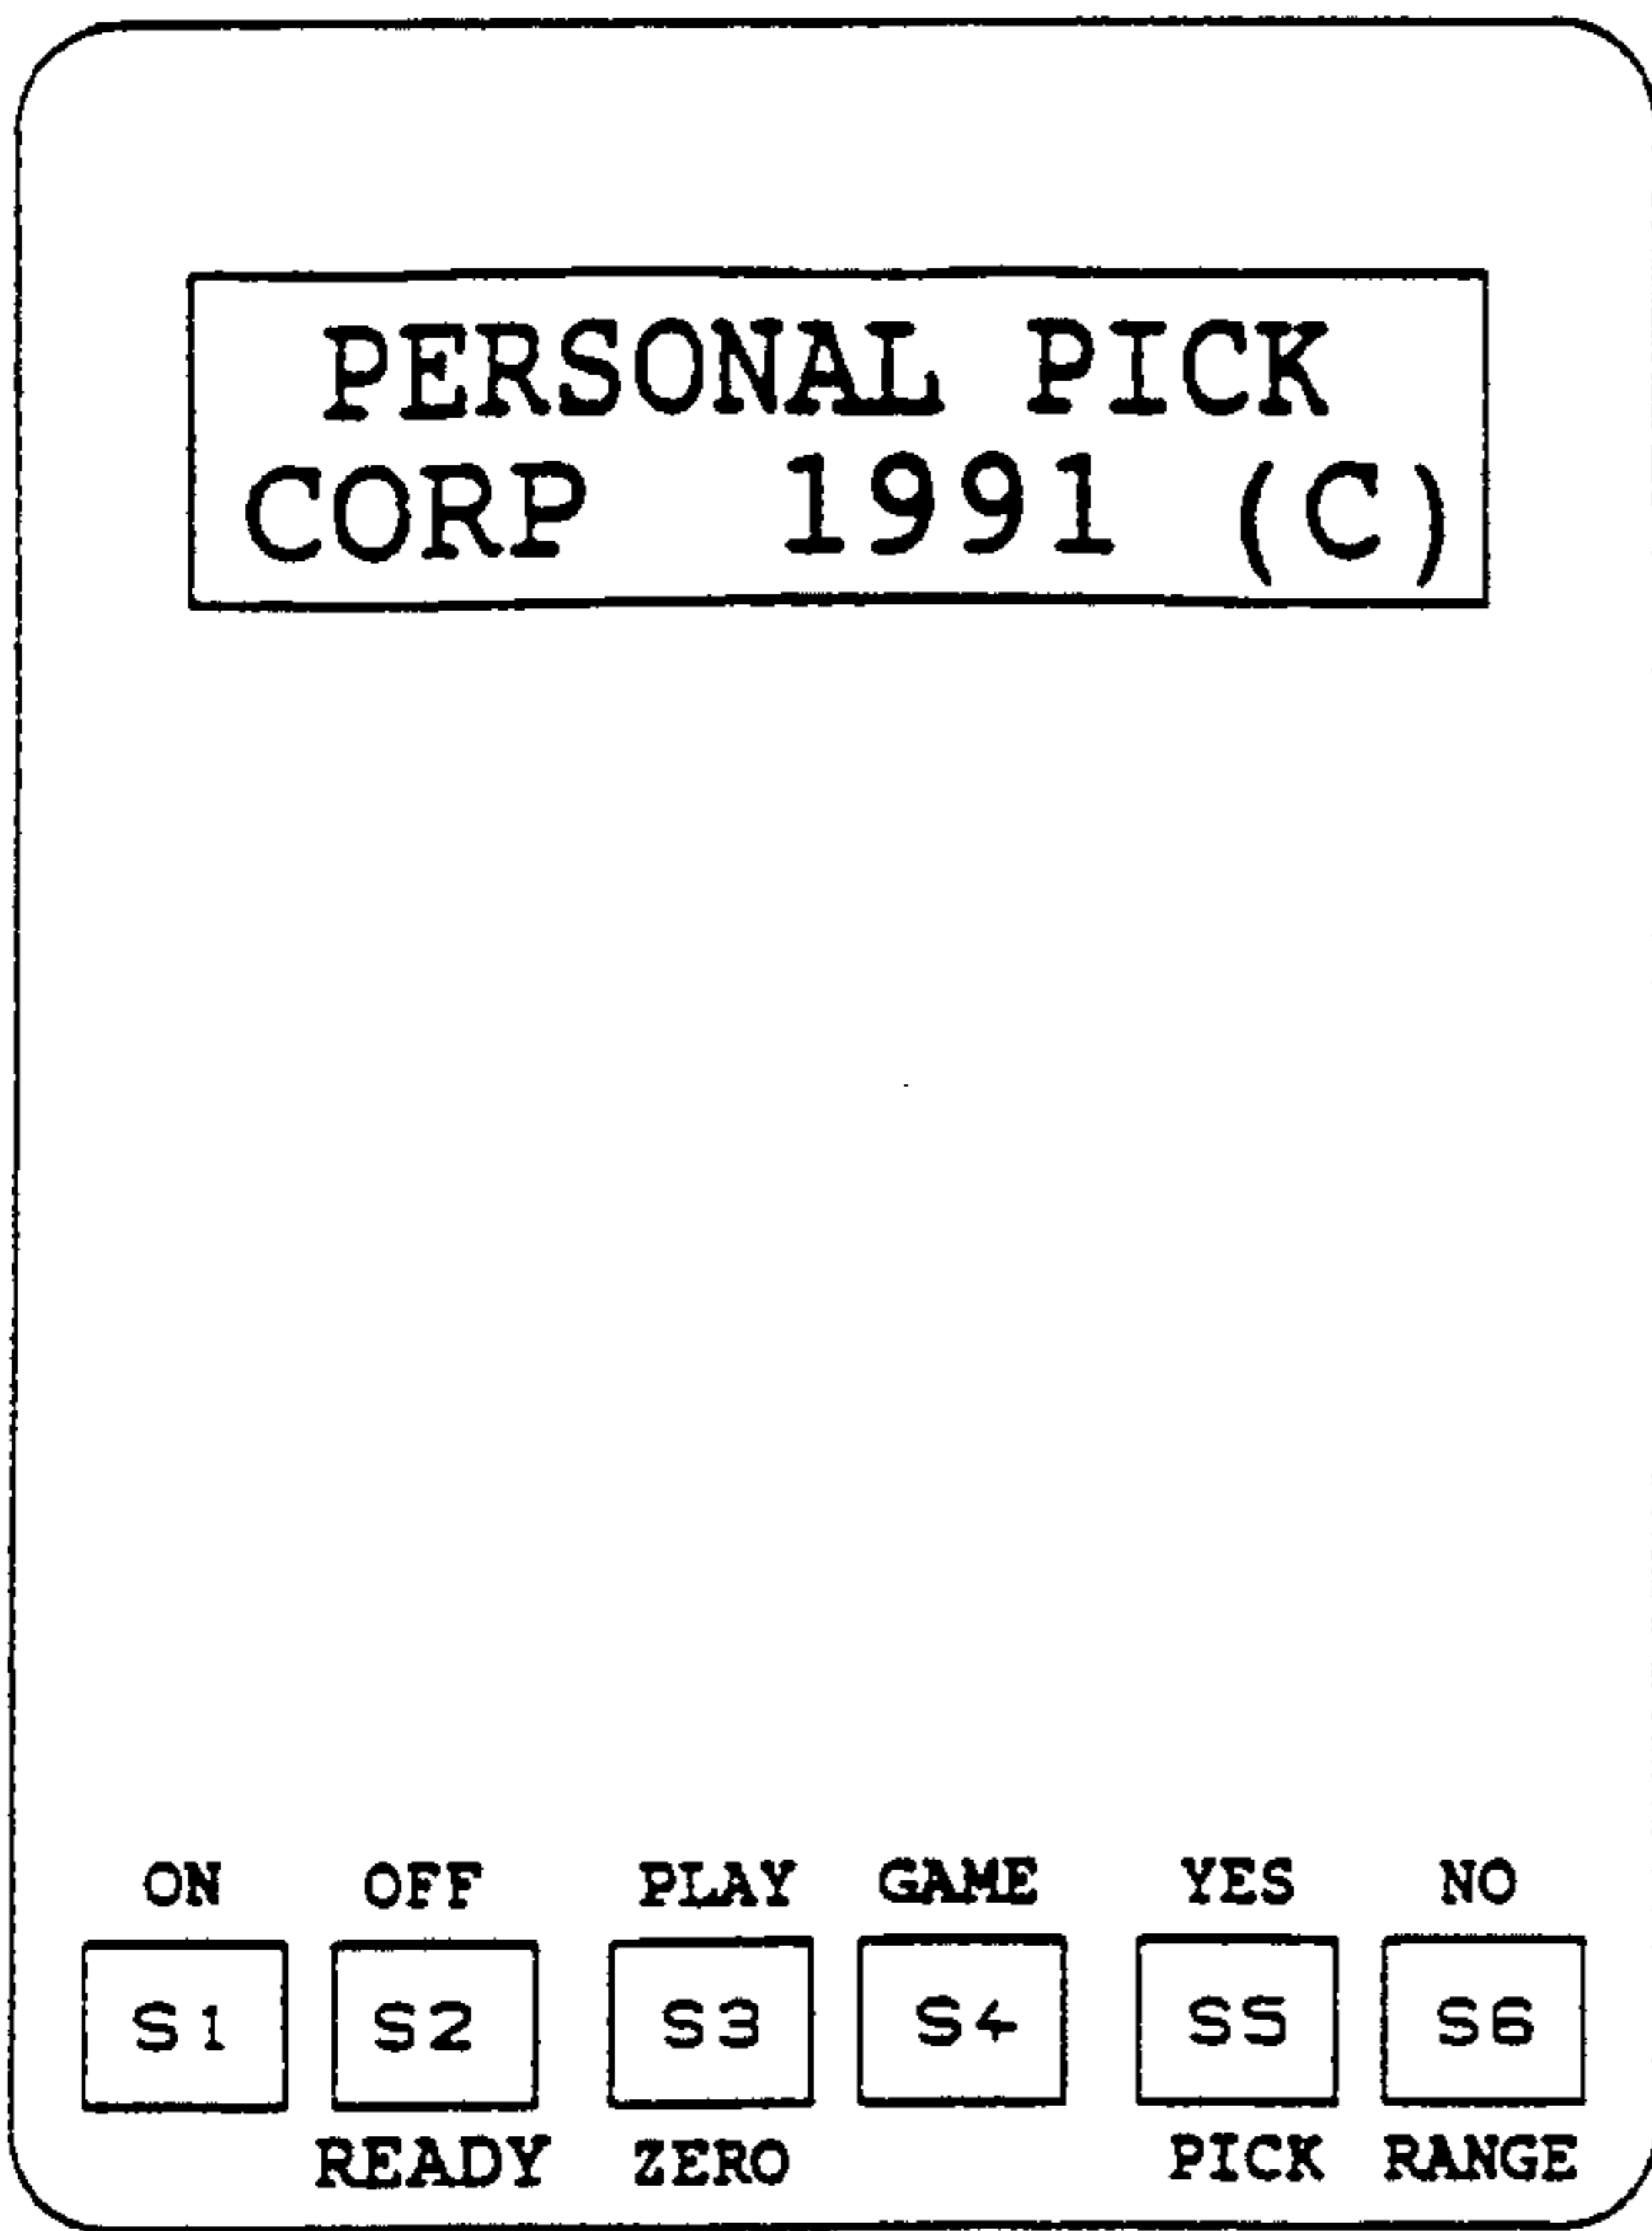 PERSONAL PICK
CORP 1991 (C)
ON OFF PLAY GAME YES NO
S1 S2 S3 S4 S5 S6
READY ZERO PICK RANGE